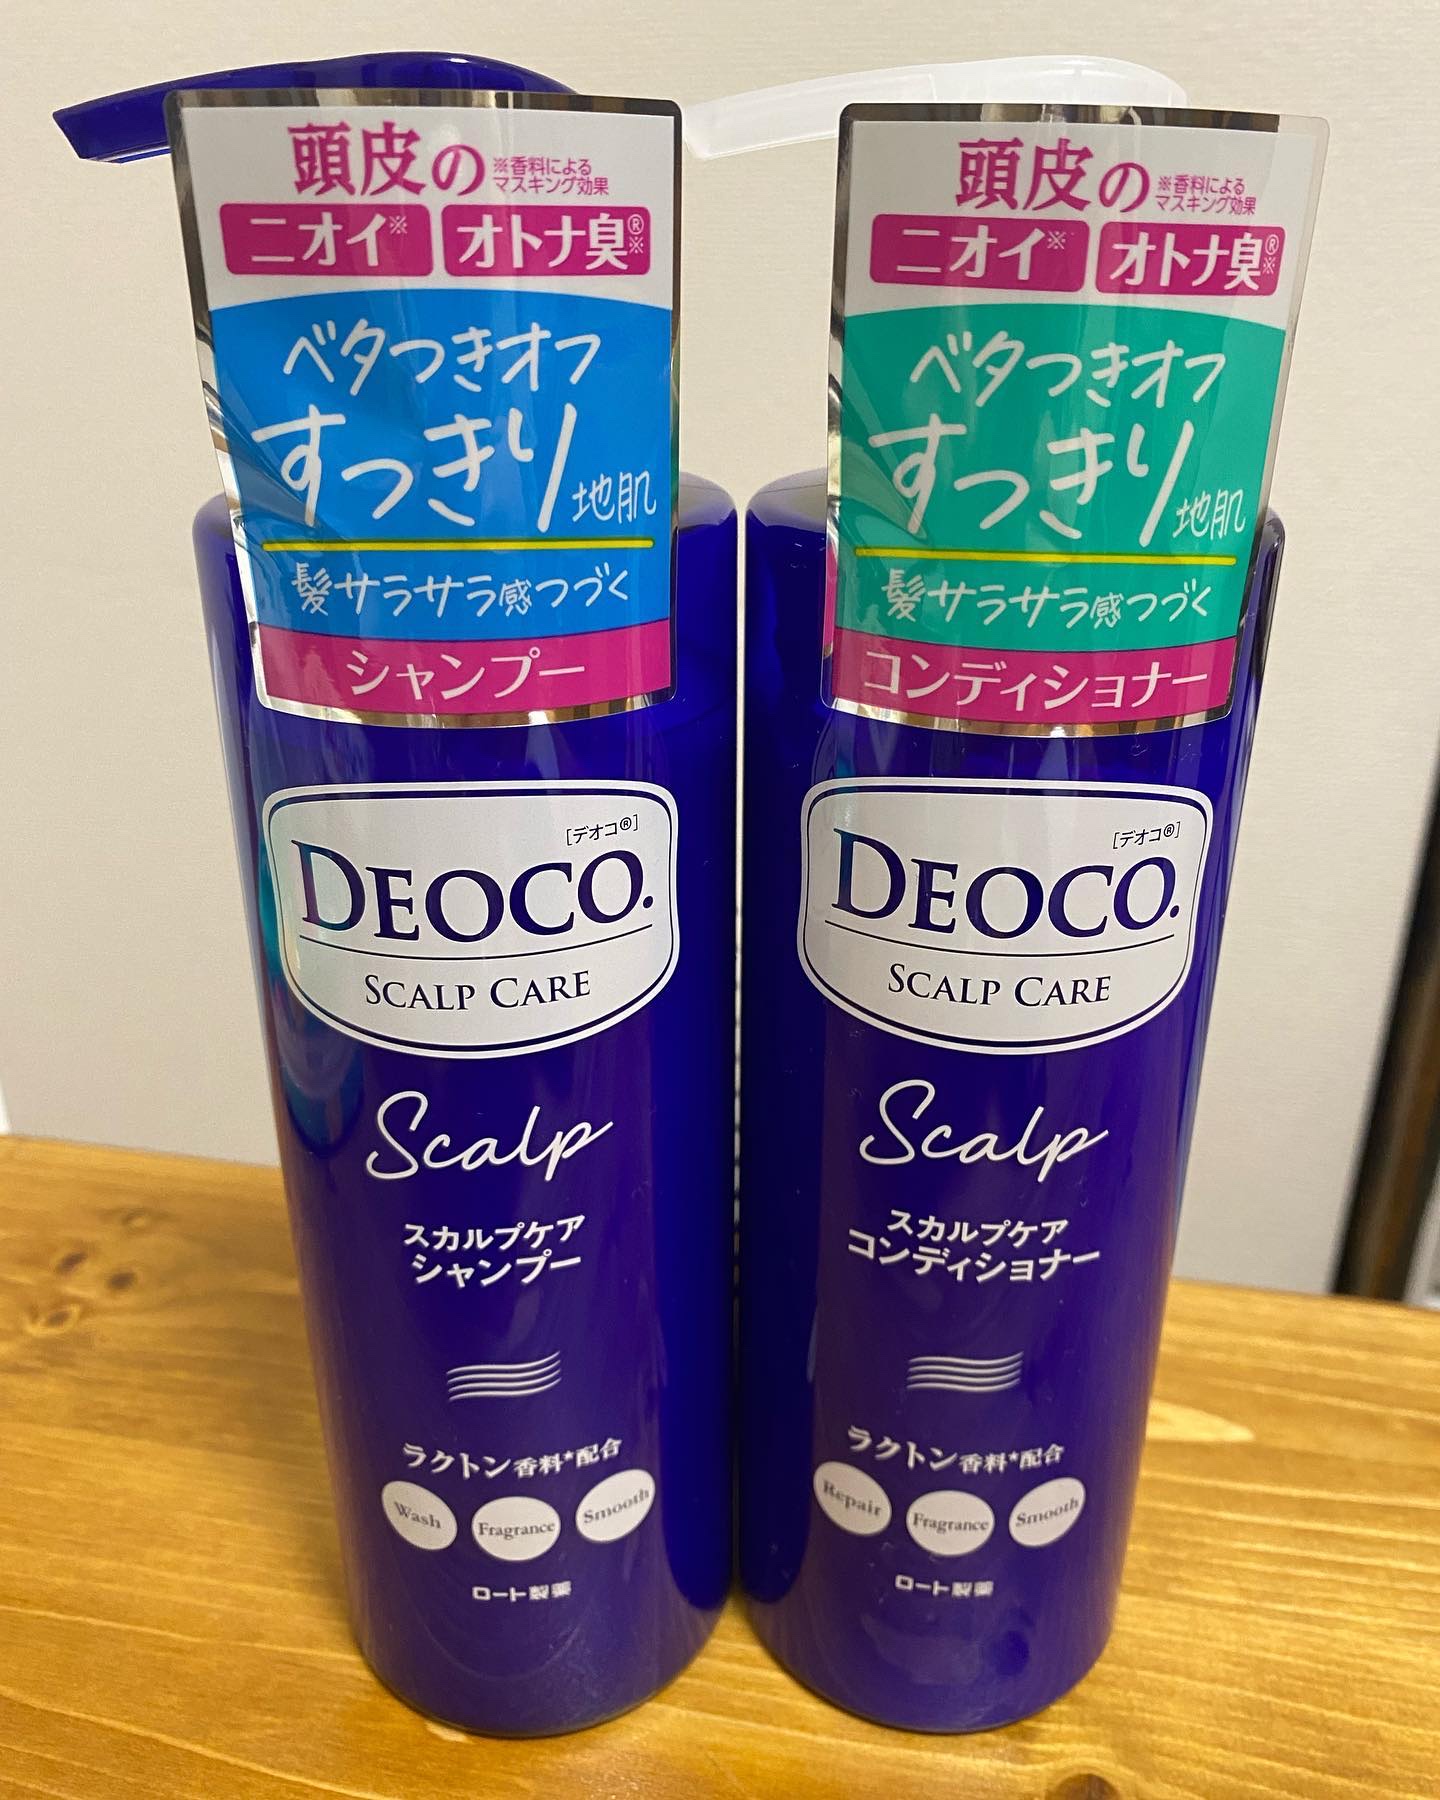 頭皮の
※香料による
マスキング効果
ニオイ※
オトナ臭®※
ベタつきオフ
すっきり地肌
髪サラサラ感つづく
シャンプー
[デオコ®]
DEOCO.
SCALP CARE
Scalp
スカルプケア
シャンプー
ラクトン香料*配合
Wash Fragrance Smooth
ロート製薬
頭皮の
※香料による
マスキング効果
ニオイ※
オトナ臭®※
ベタつきオフ
すっきり地肌
髪サラサラ感つづく
コンディショナー
[デオコ®]
DEOCO.
SCALP CARE
Scalp
スカルプケア
コンディショナー
ラクトン香料*配合
Repair Fragrance Smooth
ロート製薬